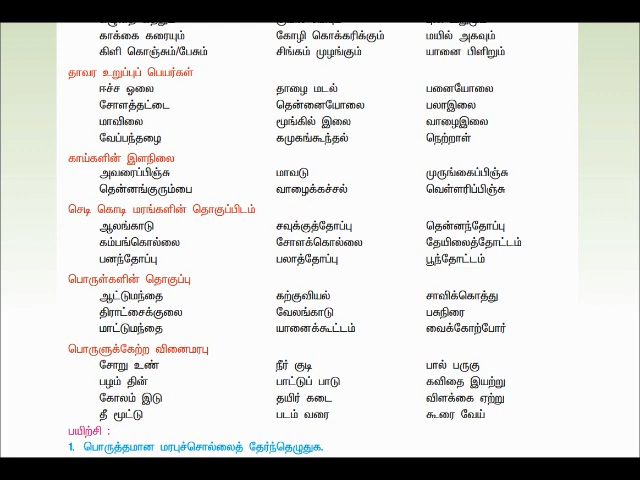 காக்கை கரையும் கோழி கொக்கரிக்கும் மயில் அகவும்
கிளி கொஞ்சும்/பேசும் சிங்கம் முழங்கும் யானை பிளிறும்
தாவர உறுப்புப் பெயர்கள்
ஈச்ச ஓலை தாழை மடல் பனையோலை
சோளத்தட்டை தென்னையோலை பலாஇலை
மாவிலை மூங்கில் இலை வாழைஇலை
வேப்பந்தழை கமுகங்கூந்தல் நெற்றாள்
காய்களின் இளநிலை
அவரைப்பிஞ்சு மாவடு முருங்கைப்பிஞ்சு
தென்னங்குரும்பை வாழைக்கச்சல் வெள்ளரிப்பிஞ்சு
செடி கொடி மரங்களின் தொகுப்பிடம்
ஆலங்காடு சவுக்குத்தோப்பு தென்னந்தோப்பு
கம்பங்கொல்லை சோளக்கொல்லை தேயிலைத்தோட்டம்
பனந்தோப்பு பலாத்தோப்பு பூந்தோட்டம்
பொருள்களின் தொகுப்பு
ஆட்டுமந்தை கற்குவியல் சாவிக்கொத்து
திராட்சைக்குலை வேலங்காடு பசுநிரை
மாட்டுமந்தை யானைக்கூட்டம் வைக்கோற்போர்
பொருளுக்கேற்ற வினைமரபு
சோறு உண் நீர் குடி பால் பருகு
பழம் தின் பாட்டுப் பாடு கவிதை இயற்று
கோலம் இடு தயிர் கடை விளக்கை ஏற்று
தீ மூட்டு படம் வரை கூரை வேய்
பயிற்சி :
1. பொருத்தமான மரபுச்சொல்லைத் தேர்ந்தெழுதுக.